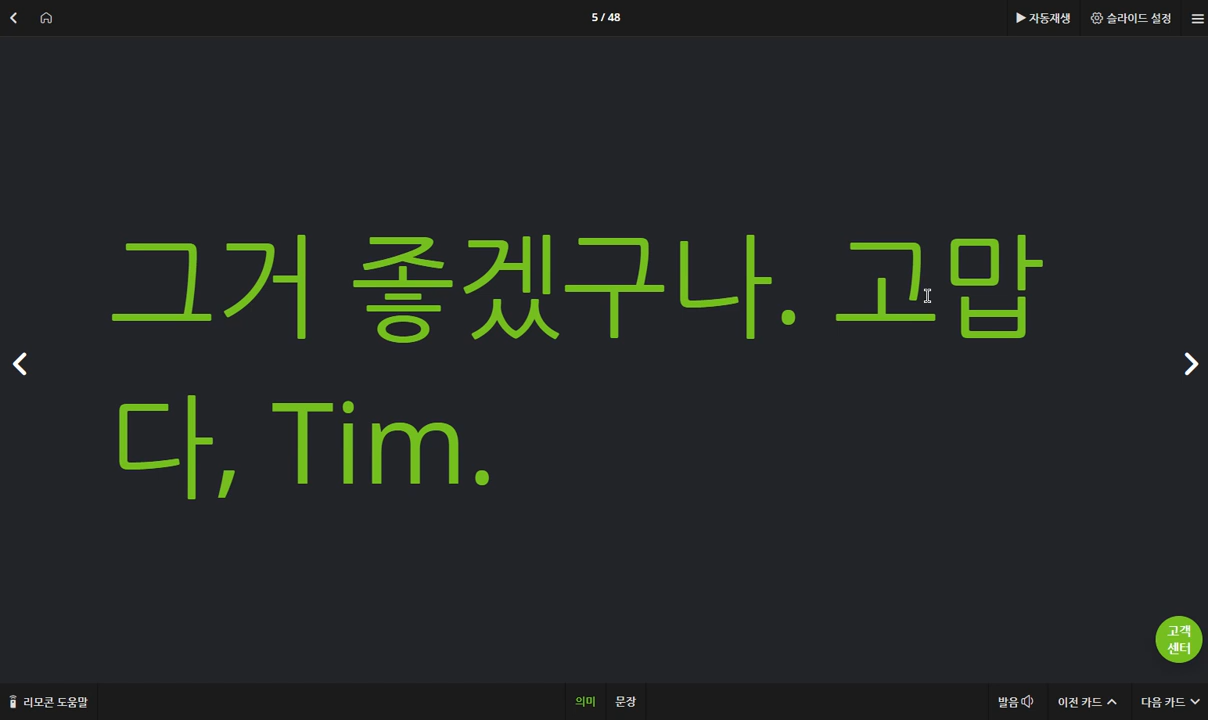 5 / 48
▶ 자동재생
슬라이드 설정
그거 좋겠구나. 고맙
다, Tim.
고객
센터
리모콘 도움말
의미
문장
발음
이전 카드
다음 카드